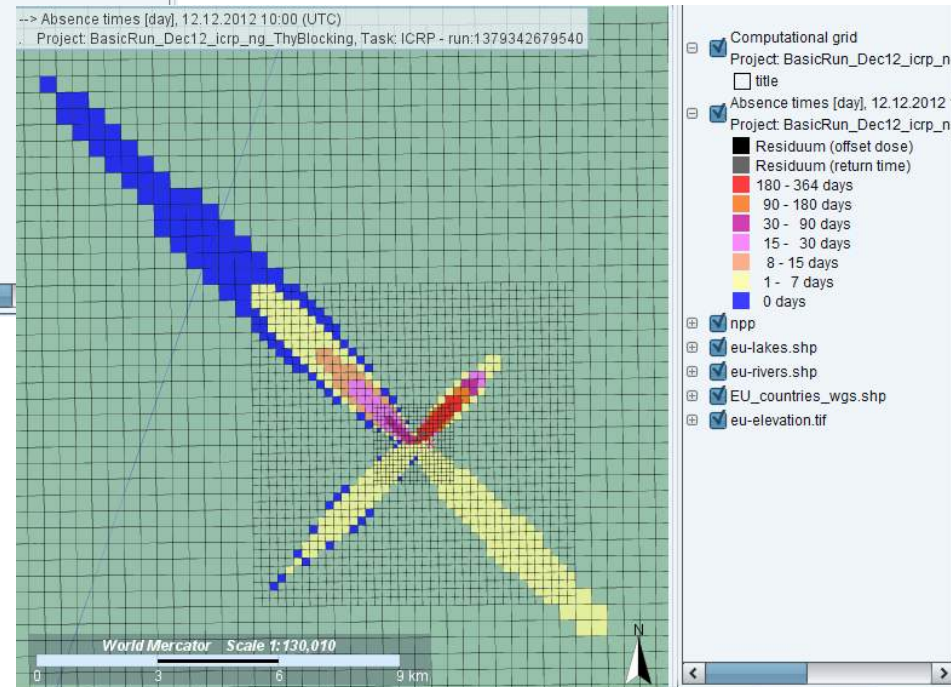 --> Absence times [day], 12.12.2012 10:00 (UTC)
. Project: BasicRun_Dec12_icrp_ng_ThyBlocking, Task: ICRP - run:1379342679540
N
World Mercator Scale 1:130,010
0 3 6 9 km
Computational grid
Project: BasicRun_Dec12_icrp_n
title
Absence times [day], 12.12.2012
Project: BasicRun_Dec12_icrp_n
Residuum (offset dose)
Residuum (return time)
180 - 364 days
90 - 180 days
30 - 90 days
15 - 30 days
8 - 15 days
1 - 7 days
0 days
npp
eu-lakes.shp
eu-rivers.shp
EU_countries_wgs.shp
eu-elevation.tif